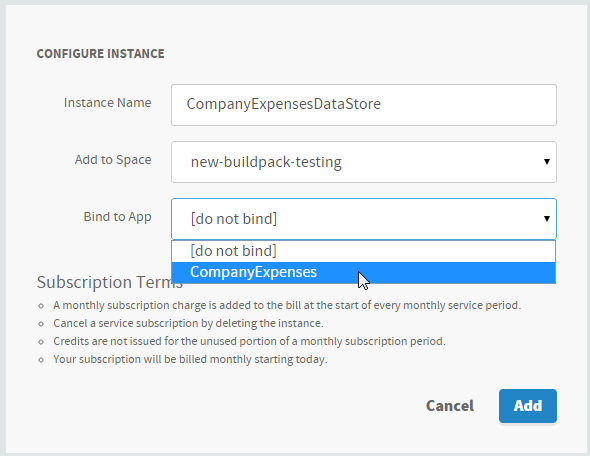 CONFIGURE INSTANCE
Instance Name CompanyExpensesDataStore
Add to Space new-buildpack-testing
Bind to App [do not bind]
[do not bind]
CompanyExpenses
Subscription Terms
A monthly subscription charge is added to the bill at the start of every monthly service period.
Cancel a service subscription by deleting the instance.
Credits are not issued for the unused portion of a monthly subscription period.
Your subscription will be billed monthly starting today.
Cancel Add